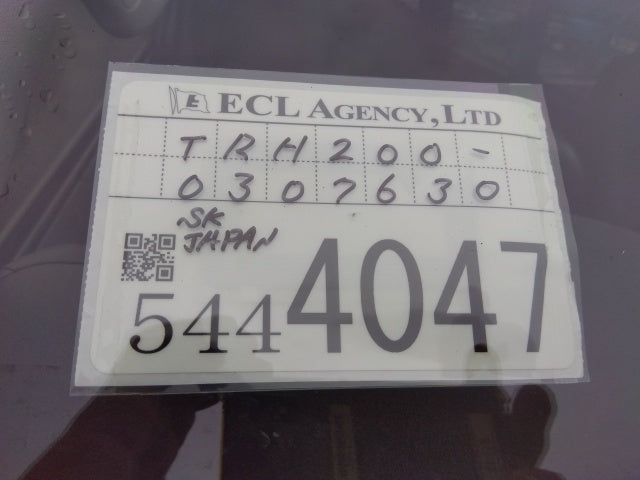 E ECL AGENCY, LTD
TRH200-
0307630
SK
JAPAN
5444047